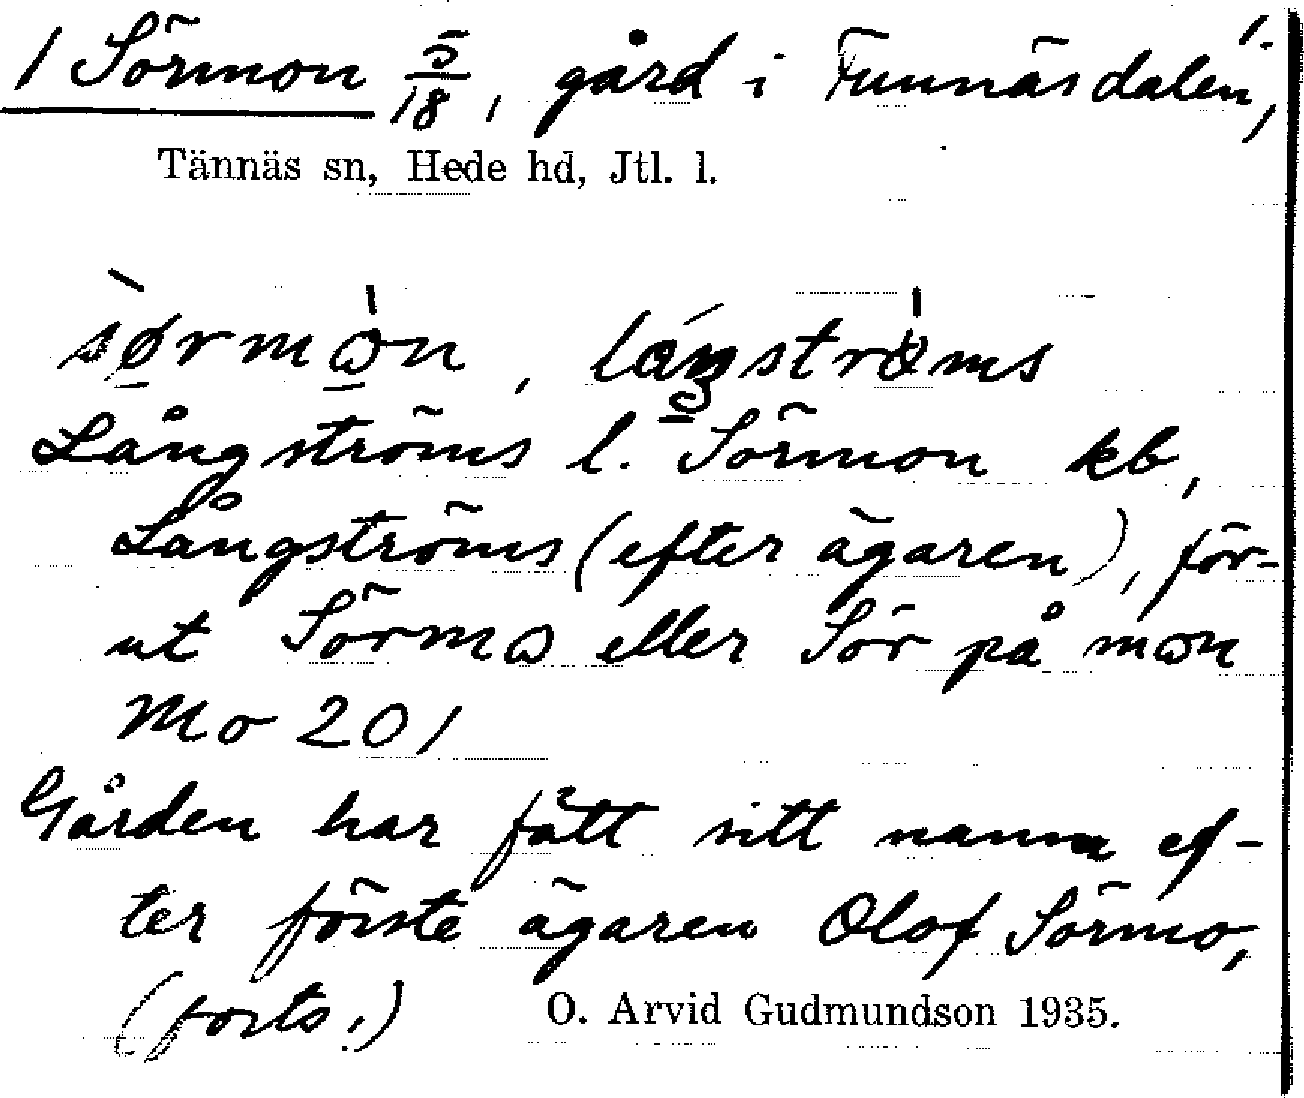 1 Sörmon 5/18, gård i Funnäsdalen 1.,
Tännäs sn, Hede hd, Jtl. l.
Långströms l. Sörmon kb,
Långströms (efter ägaren), för-
ut Sörmo eller Sör på mon
Mo 201
Gården har fått sitt namn ef-
ter förste ägaren Olof Sörmo,
(forts.) O. Arvid Gudmundson 1935.